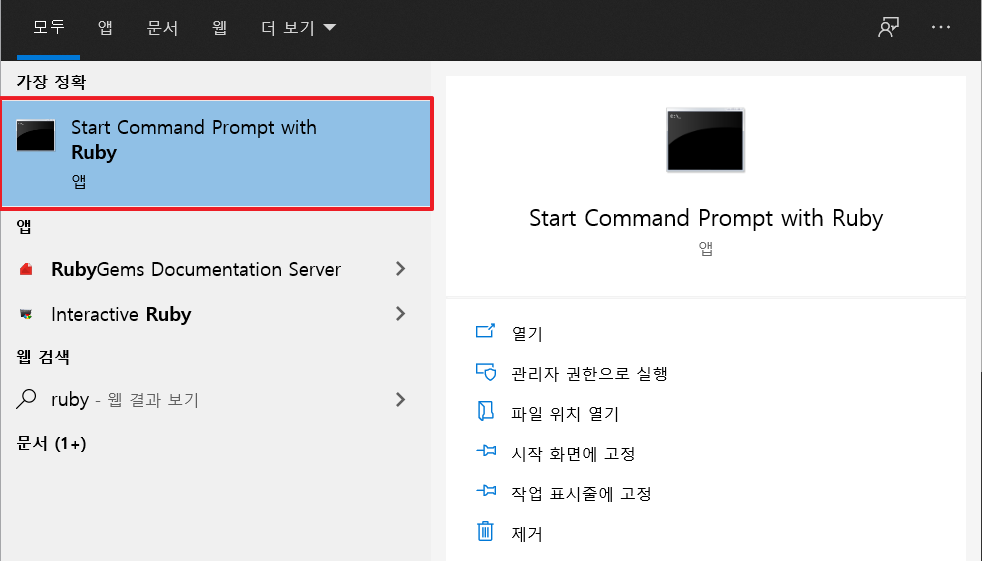 모두 앱 문서 웹 더 보기
가장 정확
Start Command Prompt with
Ruby
앱
앱
RubyGems Documentation Server
Interactive Ruby
웹 검색
ruby - 웹 결과 보기
문서 (1+)
Start Command Prompt with Ruby
앱
열기
관리자 권한으로 실행
파일 위치 열기
시작 화면에 고정
작업 표시줄에 고정
제거